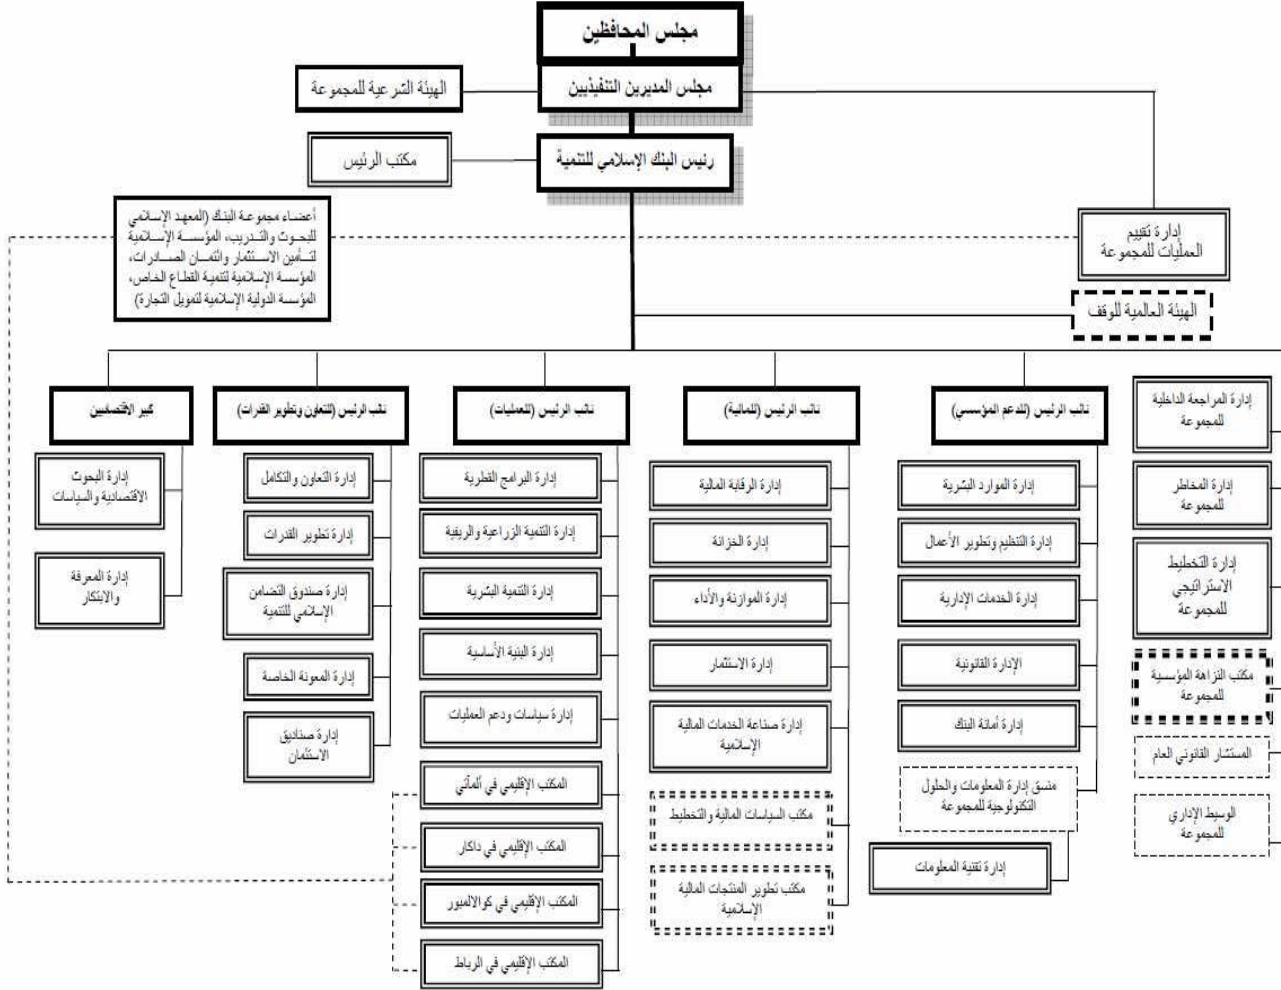 مجلس المحافظين
مجلس المديرين التنفيذيين
الهيئة الشرعية للمجموعة
رئيس البنك الإسلامي للتنمية
مكتب الرئيس
أعضاء مجموعة البنك (المعهد الإسلامي
للبحوث والتدريب، المؤسسة الإسلامية
لتأمين الاستثمار وائتمان الصادرات،
المؤسسة الإسلامية لتنمية القطاع الخاص،
المؤسسة الدولية الإسلامية لتمويل التجارة)
إدارة تقييم
العمليات للمجموعة
الهيئة العالمية للوقف
إدارة المراجعة الداخلية
للمجموعة
إدارة المخاطر
للمجموعة
إدارة التخطيط
الاستراتيجي
للمجموعة
مكتب النزاهة المؤسسية
للمجموعة
المستشار القانوني العام
الوسيط الإداري
للمجموعة
نائب الرئيس (للدعم المؤسسي)
إدارة الموارد البشرية
إدارة التنظيم وتطوير الأعمال
إدارة الخدمات الإدارية
الإدارة القانونية
إدارة أمانة البنك
منسق إدارة المعلومات والحلول
التكنولوجية للمجموعة
إدارة تقنية المعلومات
نائب الرئيس (للمالية)
إدارة الرقابة المالية
إدارة الخزانة
إدارة الموازنة والأداء
إدارة الاستثمار
إدارة صناعة الخدمات المالية
الإسلامية
مكتب السياسات المالية والتخطيط
مكتب تطوير المنتجات المالية
الإسلامية
نائب الرئيس (للعمليات)
إدارة البرامج القطرية
إدارة التنمية الزراعية والريفية
إدارة التنمية البشرية
إدارة البنية الأساسية
إدارة سياسات ودعم العمليات
المكتب الإقليمي في ألمآتي
المكتب الإقليمي في داكار
المكتب الإقليمي في كوالالمبور
المكتب الإقليمي في الرباط
نائب الرئيس (للتعاون وتطوير القدرات)
إدارة التعاون والتكامل
إدارة تطوير القدرات
إدارة صندوق التضامن
الإسلامي للتنمية
إدارة المعونة الخاصة
إدارة صناديق
الاستئمان
كبير الاقتصاديين
إدارة البحوث
الاقتصادية والسياسات
إدارة المعرفة
والابتكار